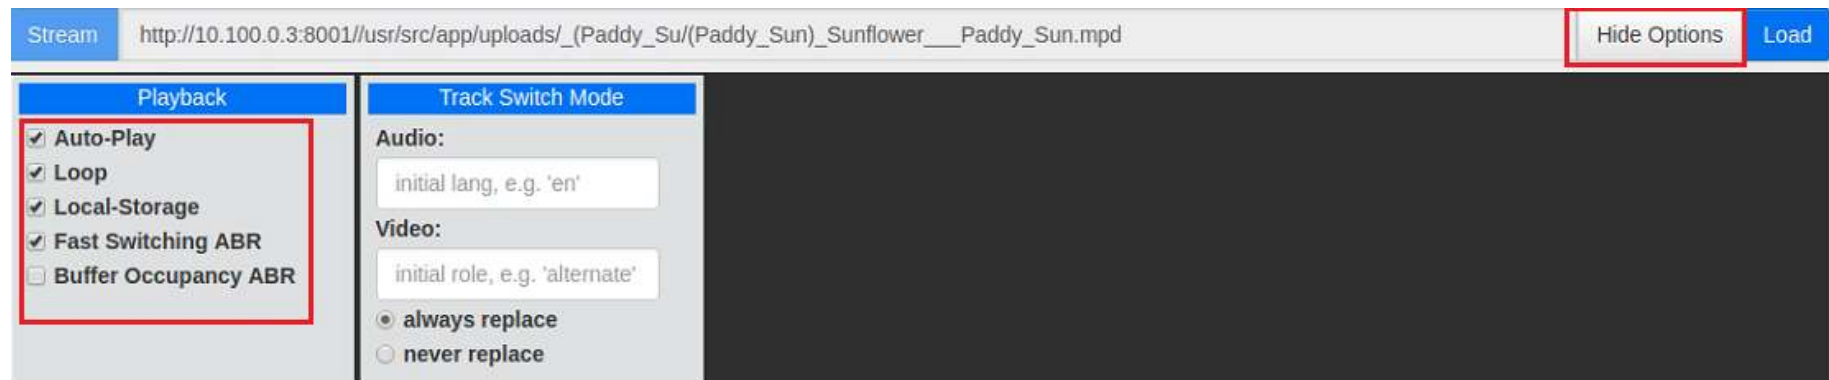 Stream http://10.100.0.3:8001//usr/src/app/uploads/_(Paddy_Su/(Paddy_Sun)_Sunflower___Paddy_Sun.mpd Hide Options Load
Playback
Auto-Play
Loop
Local-Storage
Fast Switching ABR
Buffer Occupancy ABR
Track Switch Mode
Audio:
initial lang, e.g. 'en'
Video:
initial role, e.g. 'alternate'
always replace
never replace